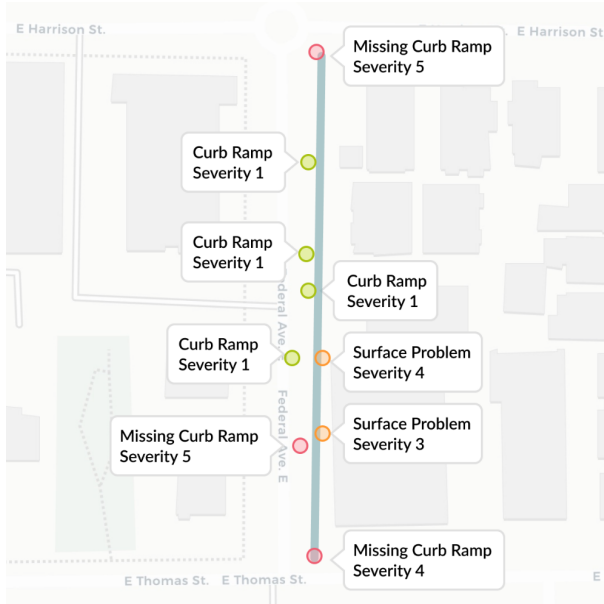 E Harrison St.
E Harrison St
Missing Curb Ramp
Severity 5
Curb Ramp
Severity 1
Curb Ramp
Severity 1
Curb Ramp
Severity 1
ederal Ave.
Curb Ramp
Severity 1
Surface Problem
Severity 4
Federal Ave. E
Surface Problem
Severity 3
Missing Curb Ramp
Severity 5
Missing Curb Ramp
Severity 4
E Thomas St.
E Thomas St.
E